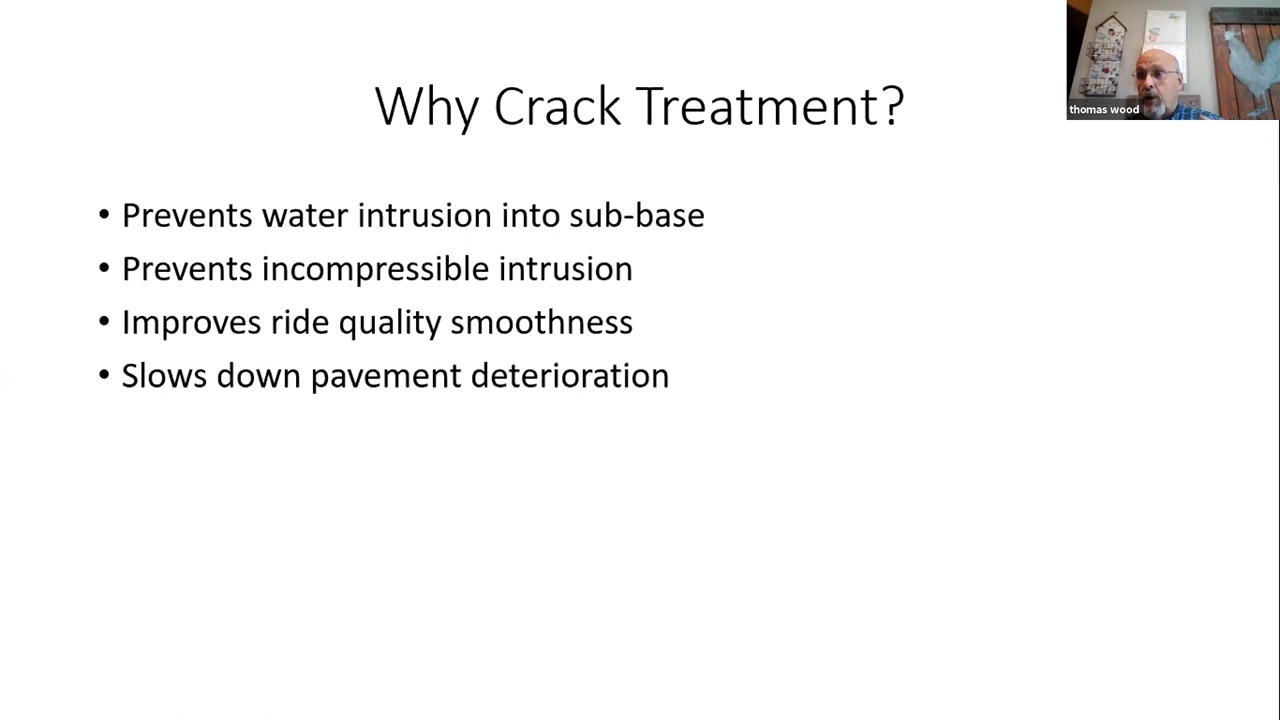 Why Crack Treatment?
• Prevents water intrusion into sub-base
• Prevents incompressible intrusion
• Improves ride quality smoothness
• Slows down pavement deterioration
thomas wood